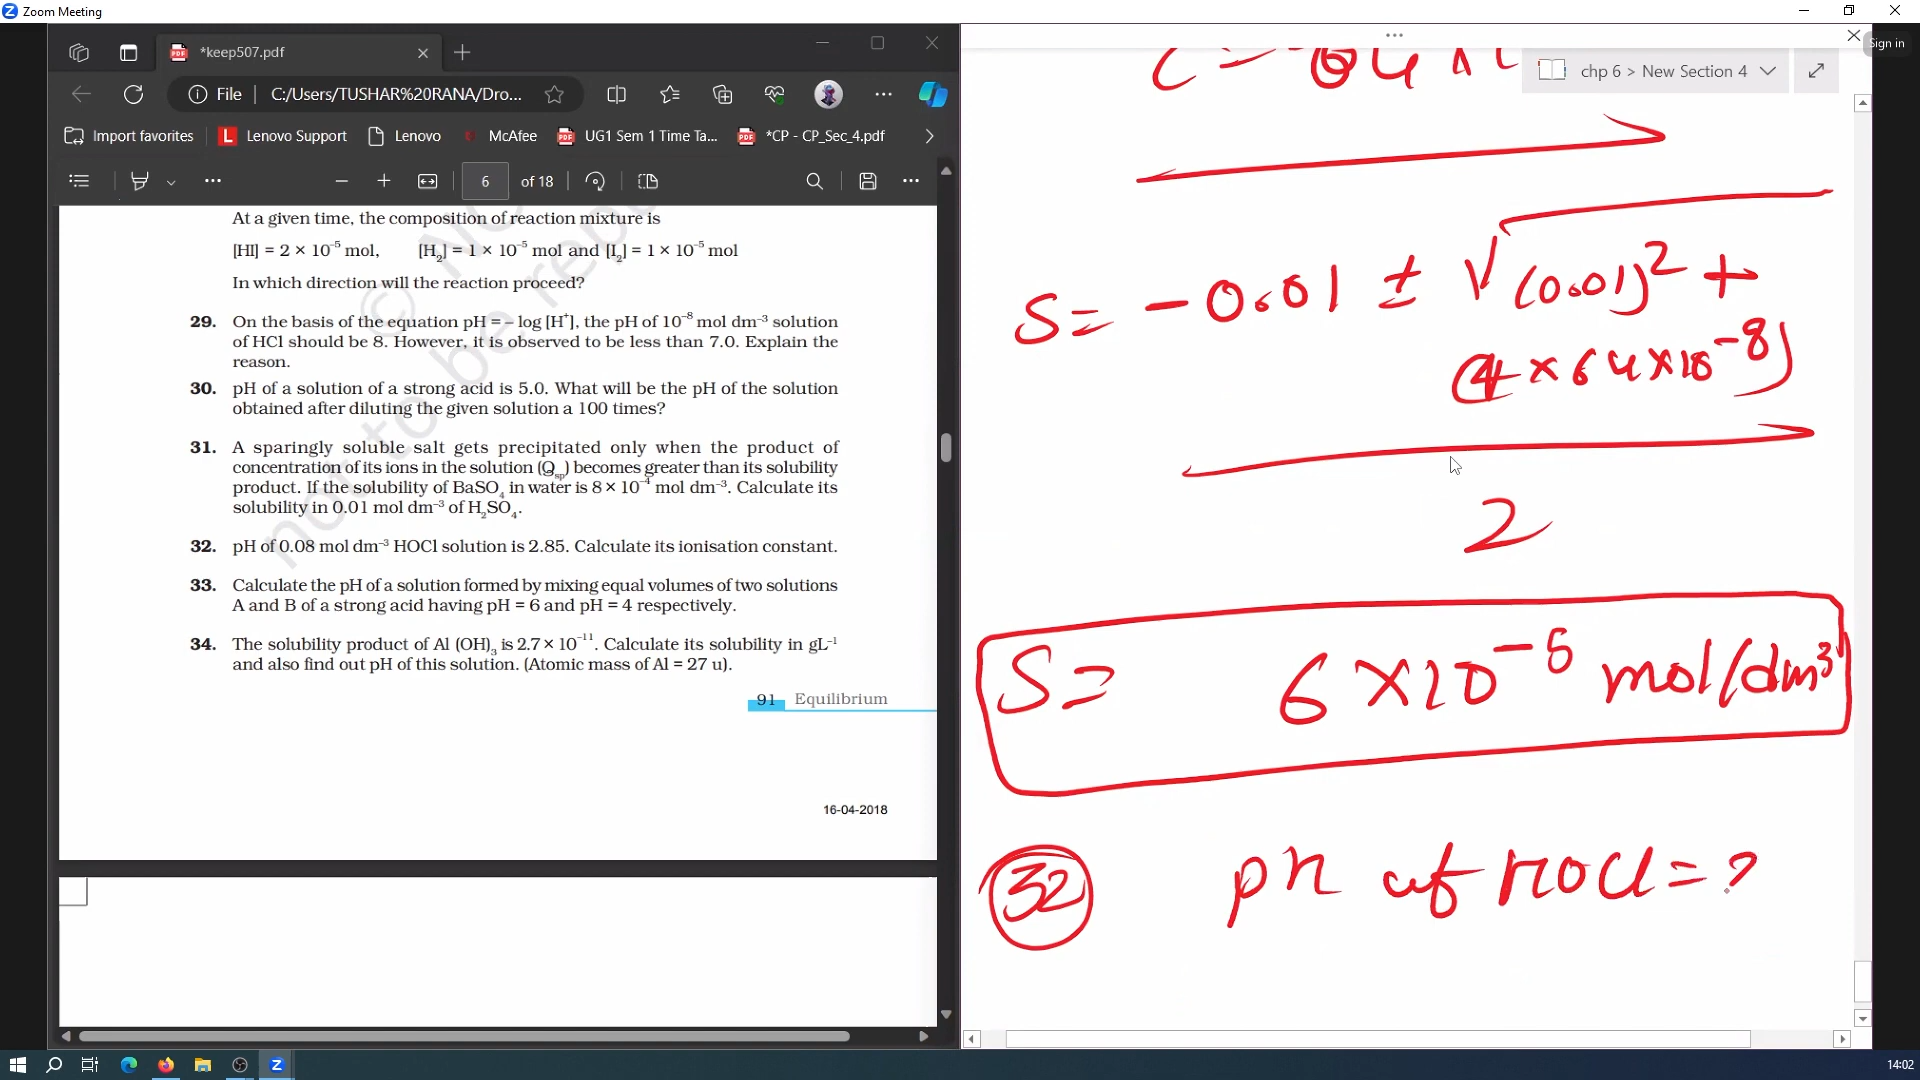 Zoom Meeting
*keep507.pdf
Sign in
chp 6 > New Section 4
File C:/Users/TUSHAR%20RANA/Dro...
Import favorites Lenovo Support Lenovo McAfee UG1 Sem 1 Time Ta... *CP - CP_Sec_4.pdf
6 of 18
At a given time, the composition of reaction mixture is
[HI] = 2 × 10⁻⁵ mol, [H₂] = 1 × 10⁻⁵ mol and [I₂] = 1 × 10⁻⁵ mol
In which direction will the reaction proceed?
29. On the basis of the equation pH = – log [H⁺], the pH of 10⁻⁸ mol dm⁻³ solution
of HCl should be 8. However, it is observed to be less than 7.0. Explain the
reason.
30. pH of a solution of a strong acid is 5.0. What will be the pH of the solution
obtained after diluting the given solution a 100 times?
31. A sparingly soluble salt gets precipitated only when the product of
concentration of its ions in the solution (Qsp) becomes greater than its solubility
product. If the solubility of BaSO₄ in water is 8 × 10⁻⁴ mol dm⁻³. Calculate its
solubility in 0.01 mol dm⁻³ of H₂SO₄.
32. pH of 0.08 mol dm⁻³ HOCl solution is 2.85. Calculate its ionisation constant.
33. Calculate the pH of a solution formed by mixing equal volumes of two solutions
A and B of a strong acid having pH = 6 and pH = 4 respectively.
34. The solubility product of Al (OH)₃ is 2.7 × 10⁻¹¹. Calculate its solubility in gL⁻¹
and also find out pH of this solution. (Atomic mass of Al = 27 u).
91 Equilibrium
16-04-2018
not to be
S = -0.01 ± √(0.01)² +
(4 × 64 × 10⁻⁸)
2
S = 6 × 10⁻⁵ mol/dm³
32 pH of HOCl = ?
14:02